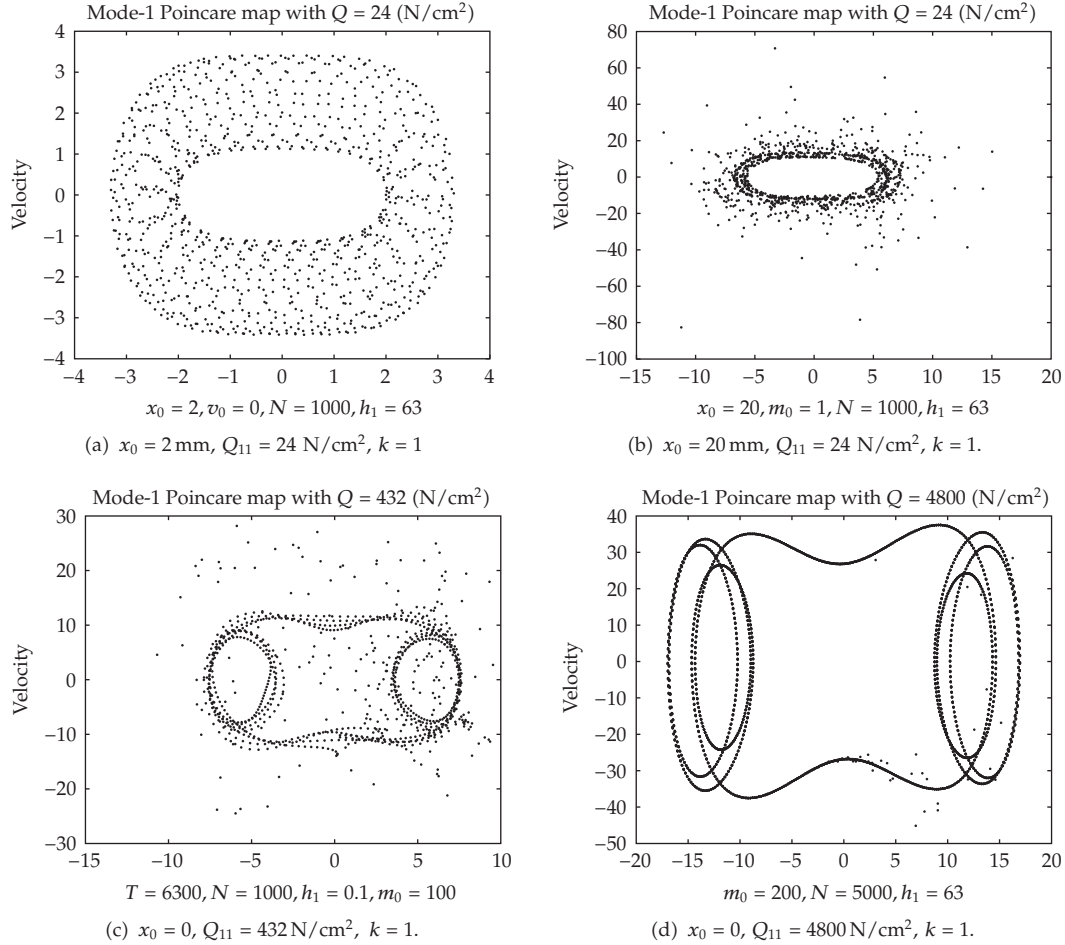 Mode-1 Poincare map with Q = 24 (N/cm²)
4
3
2
1
0
−1
−2
−3
−4
Velocity
−4 −3 −2 −1 0 1 2 3 4
x₀ = 2, v₀ = 0, N = 1000, h₁ = 63
(a) x₀ = 2 mm, Q₁₁ = 24 N/cm², k = 1
Mode-1 Poincare map with Q = 24 (N/cm²)
80
60
40
20
0
−20
−40
−60
−80
−100
Velocity
−15 −10 −5 0 5 10 15 20
x₀ = 20, m₀ = 1, N = 1000, h₁ = 63
(b) x₀ = 20 mm, Q₁₁ = 24 N/cm², k = 1.
Mode-1 Poincare map with Q = 432 (N/cm²)
30
20
10
0
−10
−20
−30
Velocity
−15 −10 −5 0 5 10
T = 6300, N = 1000, h₁ = 0.1, m₀ = 100
(c) x₀ = 0, Q₁₁ = 432 N/cm², k = 1.
Mode-1 Poincare map with Q = 4800 (N/cm²)
40
30
20
10
0
−10
−20
−30
−40
−50
Velocity
−20 −15 −10 −5 0 5 10 15 20
m₀ = 200, N = 5000, h₁ = 63
(d) x₀ = 0, Q₁₁ = 4800 N/cm², k = 1.